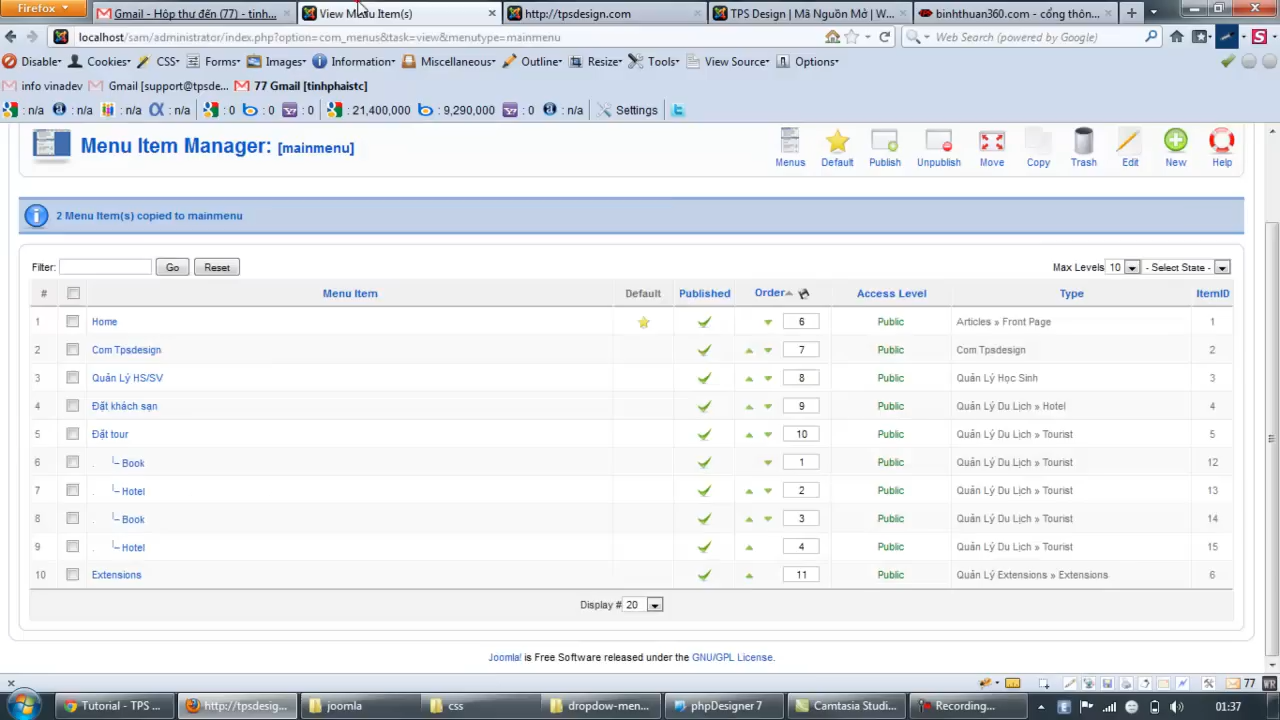 Firefox
Gmail - Hộp thư đến (77) - tinh...
View Menu Item(s)
http://tpsdesign.com
TPS Design | Mã Nguồn Mở | W...
binhthuan360.com - cổng thôn...
localhost/sam/administrator/index.php?option=com_menus&task=view&menutype=mainmenu
Web Search (powered by Google)
Disable Cookies CSS Forms Images Information Miscellaneous Outline Resize Tools View Source Options
info vinadev Gmail [support@tpsde... 77 Gmail [tinhphaistc]
: n/a : n/a : n/a : n/a : 0 : 0 : 0 : 21,400,000 : 9,290,000 : 0 : n/a Settings
Menu Item Manager: [mainmenu]
Menus Default Publish Unpublish Move Copy Trash Edit New Help
2 Menu Item(s) copied to mainmenu
Filter: Go Reset Max Levels 10 - Select State -
# Menu Item Default Published Order Access Level Type ItemID
1 Home 6 Public Articles » Front Page 1
2 Com Tpsdesign 7 Public Com Tpsdesign 2
3 Quản Lý HS/SV 8 Public Quản Lý Học Sinh 3
4 Đặt khách sạn 9 Public Quản Lý Du Lịch » Hotel 4
5 Đặt tour 10 Public Quản Lý Du Lịch » Tourist 5
6 . Book 1 Public Quản Lý Du Lịch » Tourist 12
7 . Hotel 2 Public Quản Lý Du Lịch » Tourist 13
8 . Book 3 Public Quản Lý Du Lịch » Tourist 14
9 . Hotel 4 Public Quản Lý Du Lịch » Tourist 15
10 Extensions 11 Public Quản Lý Extensions » Extensions 6
Display # 20
Joomla! is Free Software released under the GNU/GPL License.
77
Tutorial - TPS ... http://tpsdesig... joomla css dropdow-men... phpDesigner 7 Camtasia Studi... Recording... 01:37